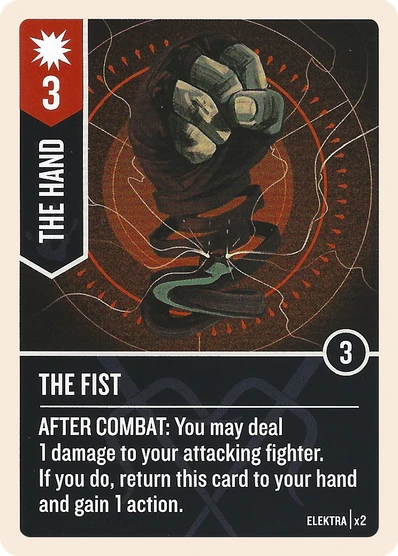 3
THE HAND
3
THE FIST
AFTER COMBAT: You may deal
1 damage to your attacking fighter.
If you do, return this card to your hand
and gain 1 action.
ELEKTRA | x2